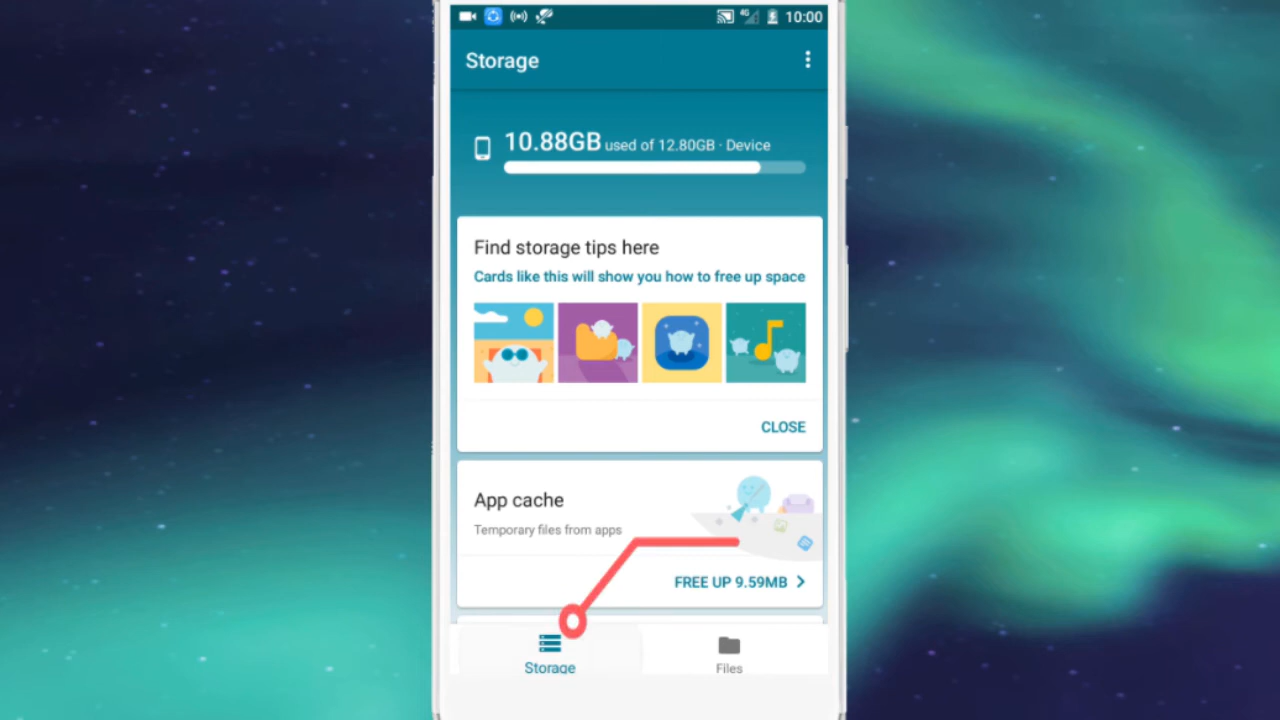 4G 10:00
Storage
10.88GB used of 12.80GB · Device
Find storage tips here
Cards like this will show you how to free up space
CLOSE
App cache
Temporary files from apps
FREE UP 9.59MB
Storage Files